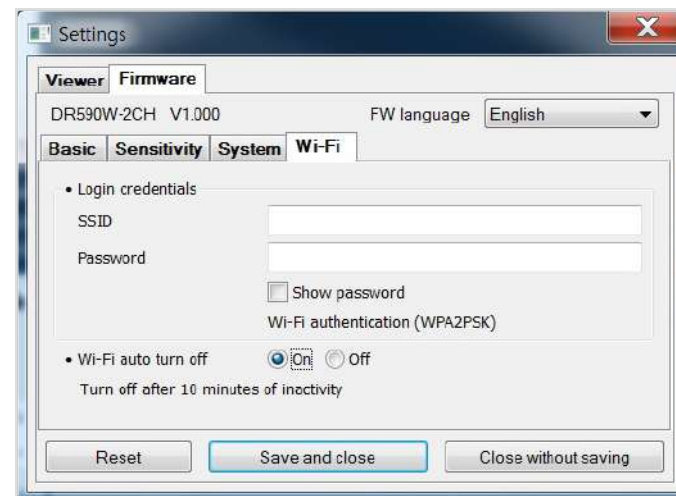 Settings
Viewer Firmware
DR590W-2CH V1.000 FW language English
Basic Sensitivity System Wi-Fi
• Login credentials
SSID
Password
Show password
Wi-Fi authentication (WPA2PSK)
• Wi-Fi auto turn off On Off
Turn off after 10 minutes of inactivity
Reset Save and close Close without saving